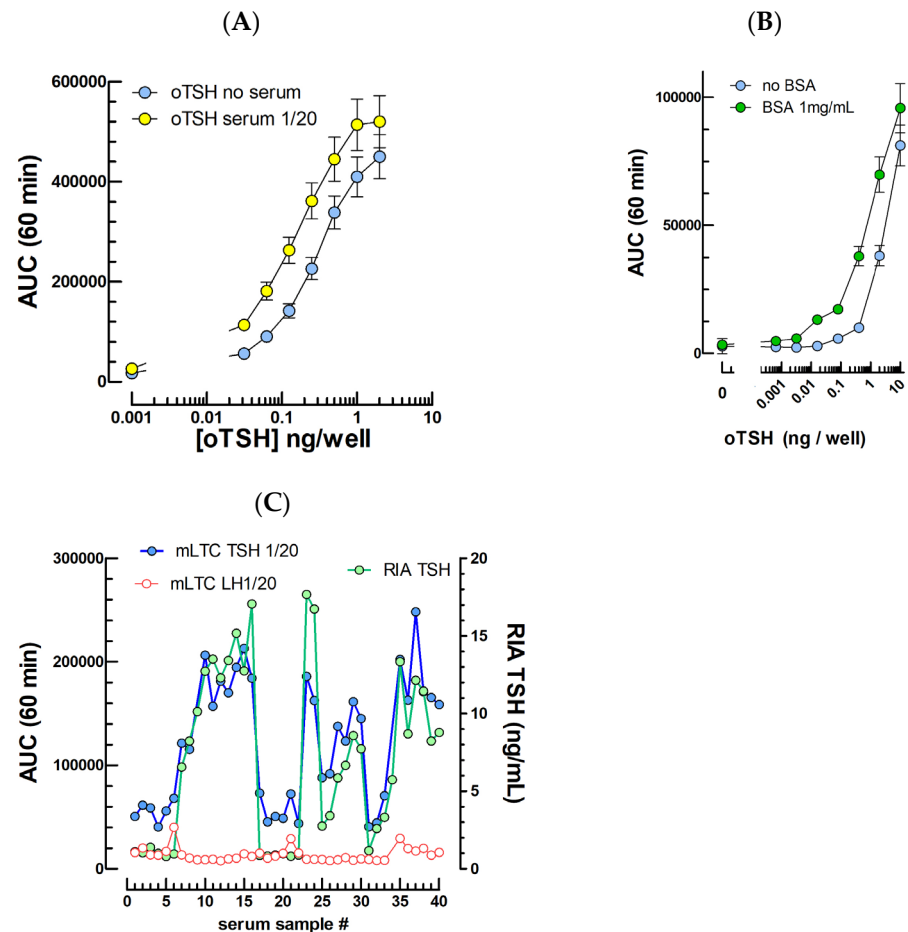 (A)
600000
400000
200000
0
AUC (60 min)
oTSH no serum
oTSH serum 1/20
0.001
0.01
0.1
1
10
[oTSH] ng/well
(B)
100000
50000
0
AUC (60 min)
no BSA
BSA 1mg/mL
0
0.001
0.01
0.1
1
10
oTSH (ng / well)
(C)
mLTC TSH 1/20
mLTC LH1/20
RIA TSH
300000
200000
100000
0
AUC (60 min)
20
15
10
5
0
RIA TSH (ng/mL)
0 5 10 15 20 25 30 35 40
serum sample #